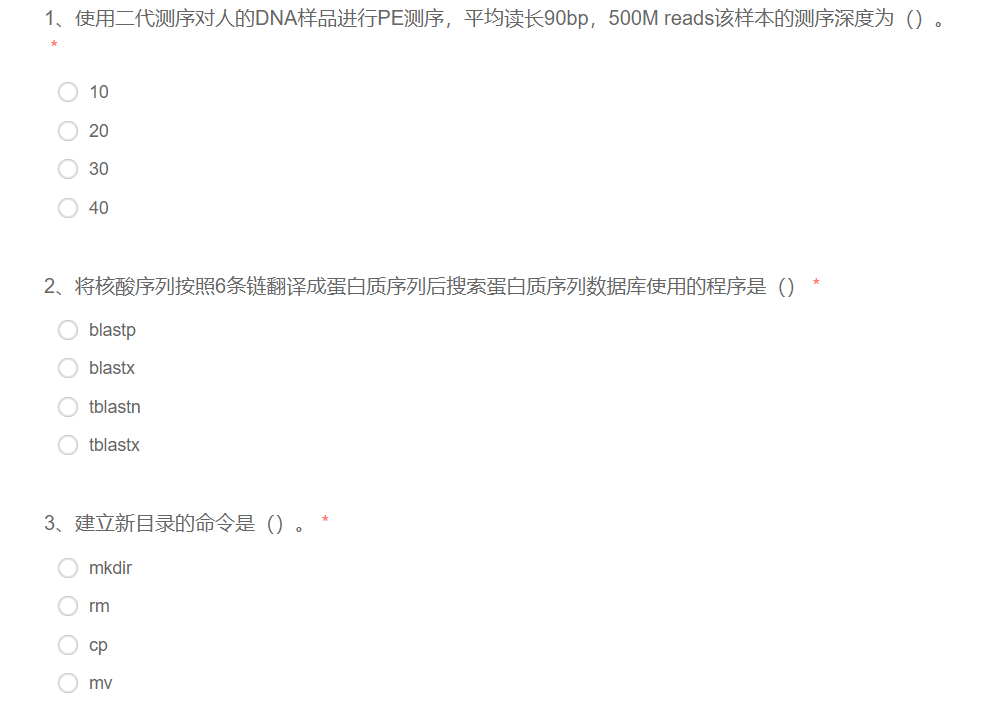 1、使用二代测序对人的DNA样品进行PE测序，平均读长90bp，500M reads该样本的测序深度为（）。
*
10
20
30
40
2、将核酸序列按照6条链翻译成蛋白质序列后搜索蛋白质序列数据库使用的程序是（） *
blastp
blastx
tblastn
tblastx
3、建立新目录的命令是（）。 *
mkdir
rm
cp
mv